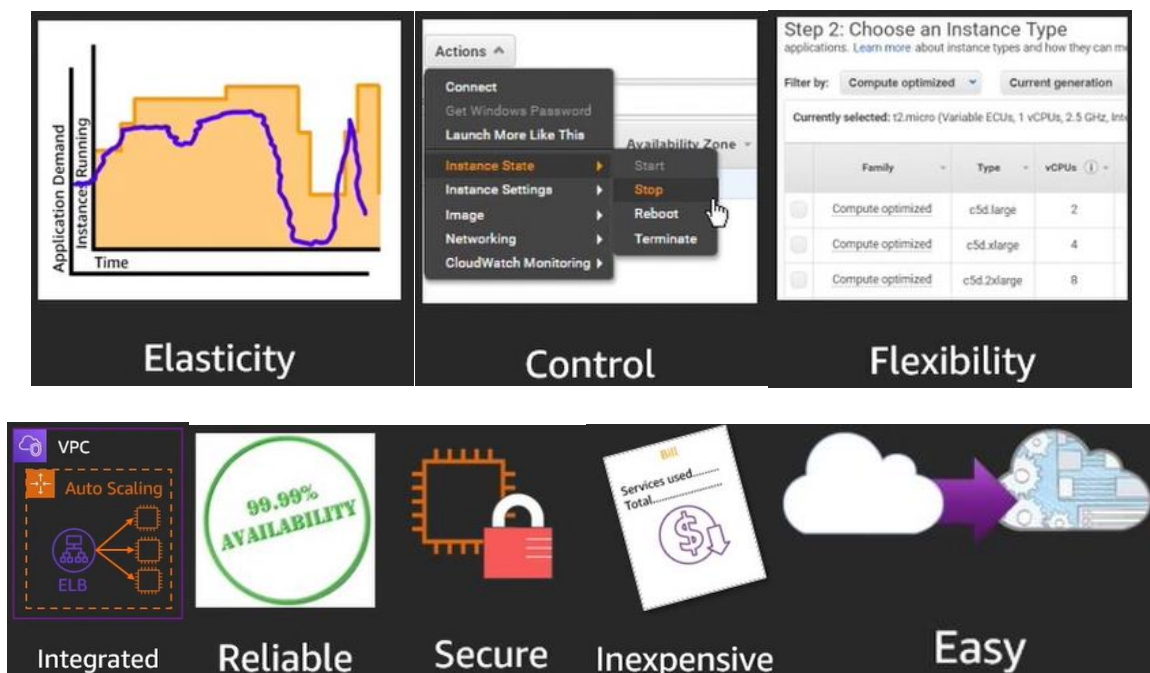 Application Demand
Instances Running
Time
Elasticity
Actions
Connect
Get Windows Password
Launch More Like This
Instance State
Instance Settings
Image
Networking
CloudWatch Monitoring
Availability Zone
Start
Stop
Reboot
Terminate
Control
Step 2: Choose an Instance Type
applications. Learn more about instance types and how they can
Filter by: Compute optimized Current generation
Currently selected: t2.micro (Variable ECUs, 1 vCPUs, 2.5 GHz,
Family Type vCPUs
Compute optimized c5d.large 2
Compute optimized c5d.xlarge 4
Compute optimized c5d.2xlarge 8
Flexibility
VPC
Auto Scaling
ELB
Integrated
99.99%
AVAILABILITY
Reliable
Secure
Bill
Services used.........
Total......................
$
Inexpensive
Easy